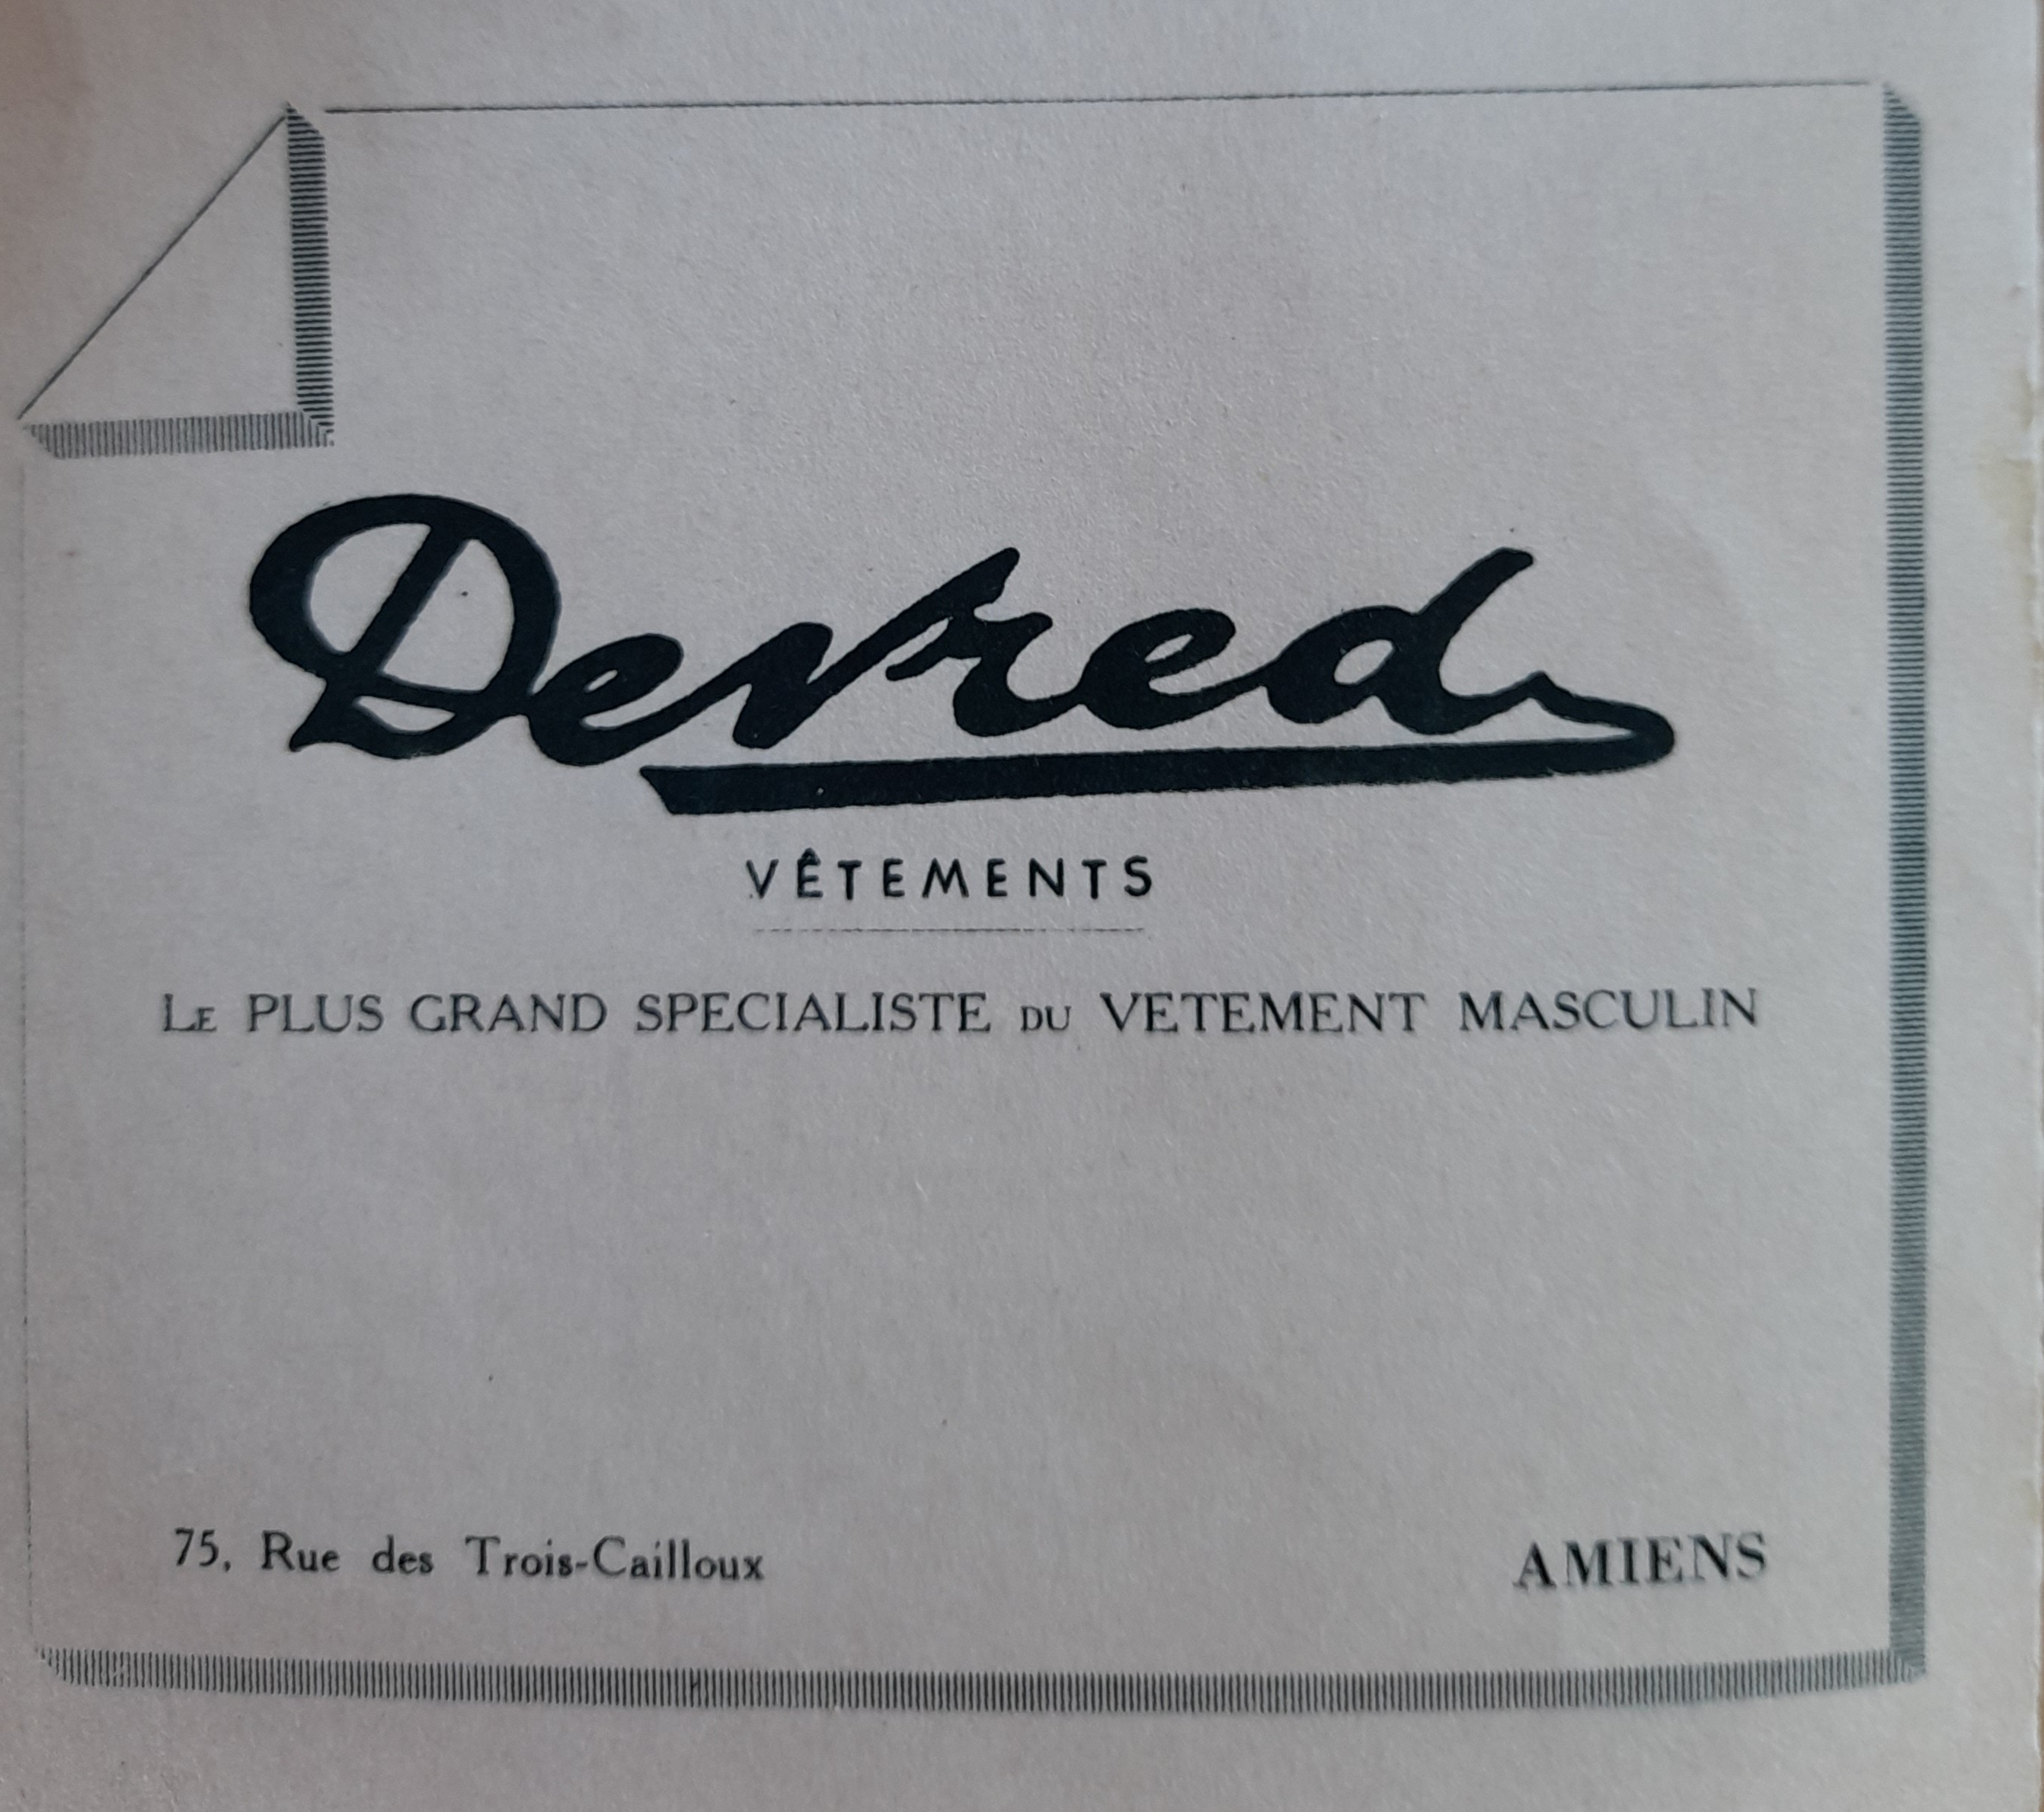 Devred
VÊTEMENTS
LE PLUS GRAND SPECIALISTE DU VETEMENT MASCULIN
75, Rue des Trois-Cailloux
AMIENS